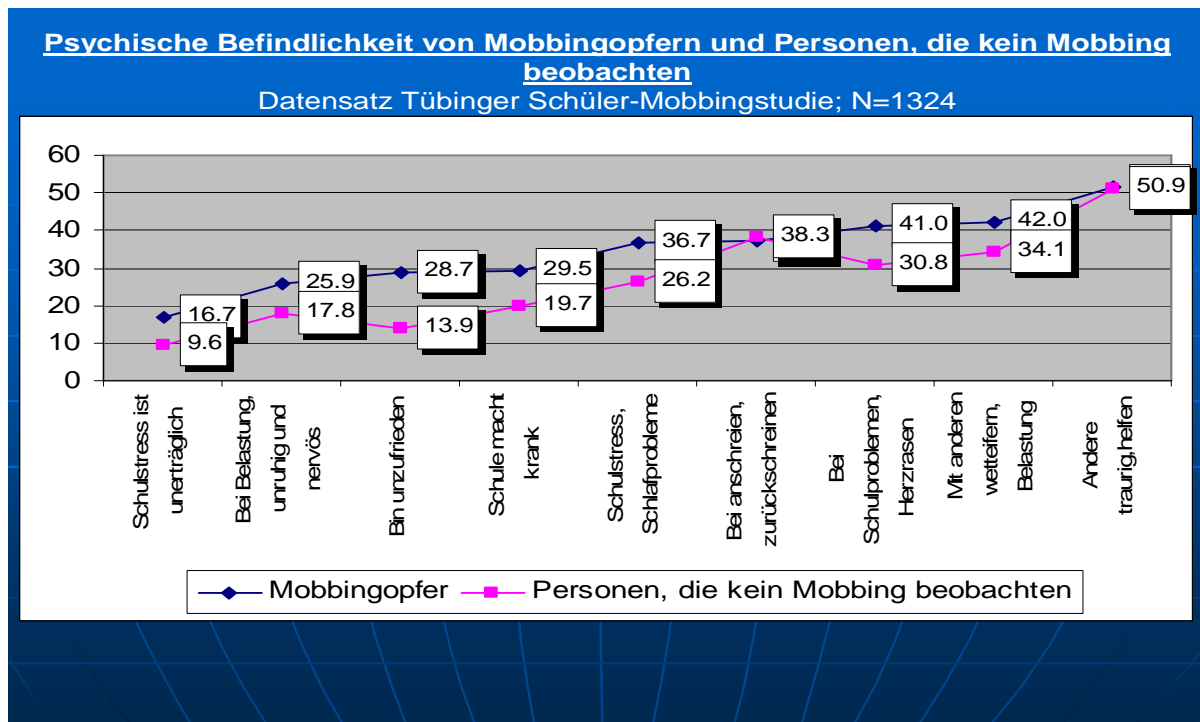 Psychische Befindlichkeit von Mobbingopfern und Personen, die kein Mobbing
beobachten
Datensatz Tübinger Schüler-Mobbingstudie; N=1324
60
50
40
30
20
10
0
16.7
25.9
28.7
29.5
36.7
38.3
41.0
42.0
50.9
9.6
17.8
13.9
19.7
26.2
30.8
34.1
Schulstress ist
unerträglich
Bei Belastung,
unruhig und
nervös
Bin unzufrieden
Schule macht
krank
Schulstress,
Schlafprobleme
Bei anschreien,
zurückschreinen
Bei
Schulproblemen,
Herzrasen
Mit anderen
wetteifern,
Belastung
Andere
traurig,helfen
Mobbingopfer
Personen, die kein Mobbing beobachten